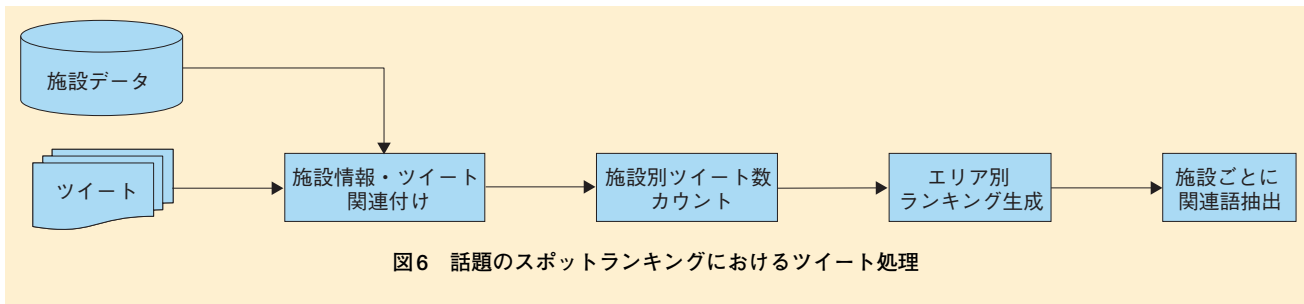 施設データ
ツイート
施設情報・ツイート
関連付け
施設別ツイート数
カウント
エリア別
ランキング生成
施設ごとに
関連語抽出
図6 話題のスポットランキングにおけるツイート処理